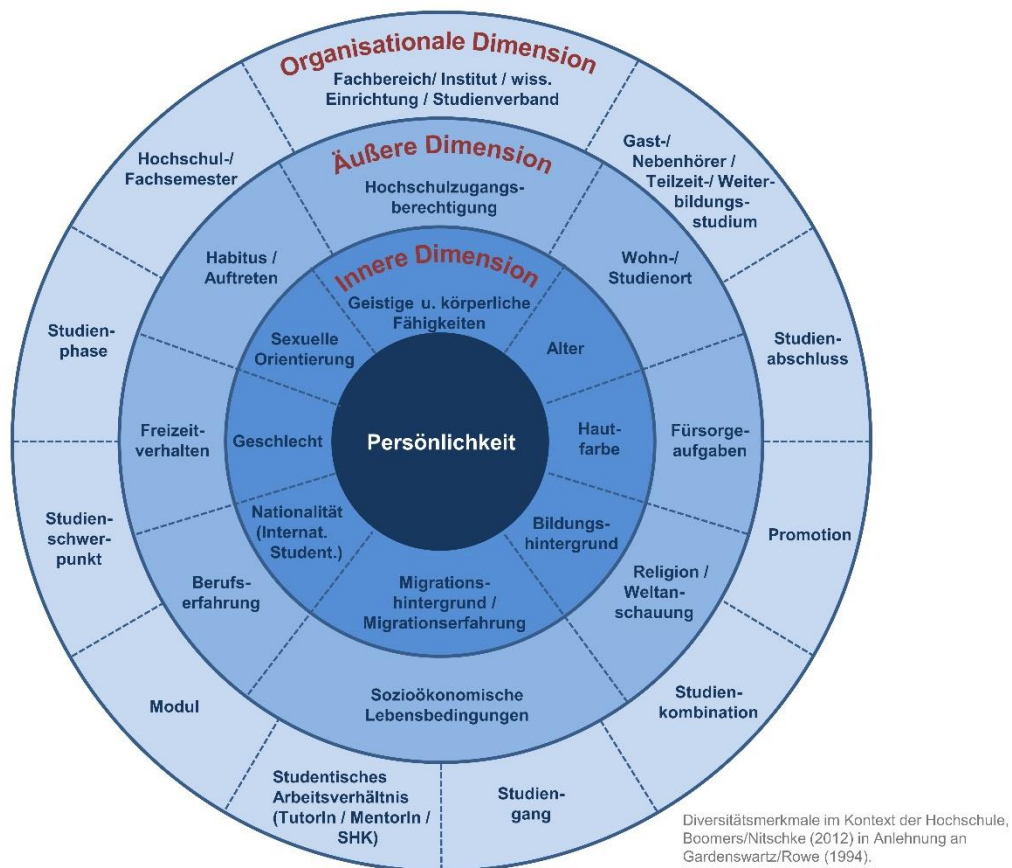 Organisationale Dimension
Fachbereich/ Institut / wiss.
Einrichtung / Studienverband
Gast-/
Nebenhörer /
Teilzeit-/ Weiter-
bildungs-
studium
Studien-
abschluss
Promotion
Studien-
kombination
Studien-
gang
Studentisches
Arbeitsverhältnis
(TutorIn / MentorIn /
SHK)
Modul
Studien-
schwer-
punkt
Studien-
phase
Hochschul-/
Fachsemester
Äußere Dimension
Hochschulzugangs-
berechtigung
Wohn-/
Studienort
Fürsorge-
aufgaben
Religion /
Weltan-
schauung
Sozioökonomische
Lebensbedingungen
Berufs-
erfahrung
Freizeit-
verhalten
Habitus /
Auftreten
Innere Dimension
Geistige u. körperliche
Fähigkeiten
Alter
Haut-
farbe
Bildungs-
hintergrund
Migrations-
hintergrund /
Migrationserfahrung
Nationalität
(Internat.
Student.)
Geschlecht
Sexuelle
Orientierung
Persönlichkeit
Diversitätsmerkmale im Kontext der Hochschule,
Boomers/Nitschke (2012) in Anlehnung an
Gardenswartz/Rowe (1994).